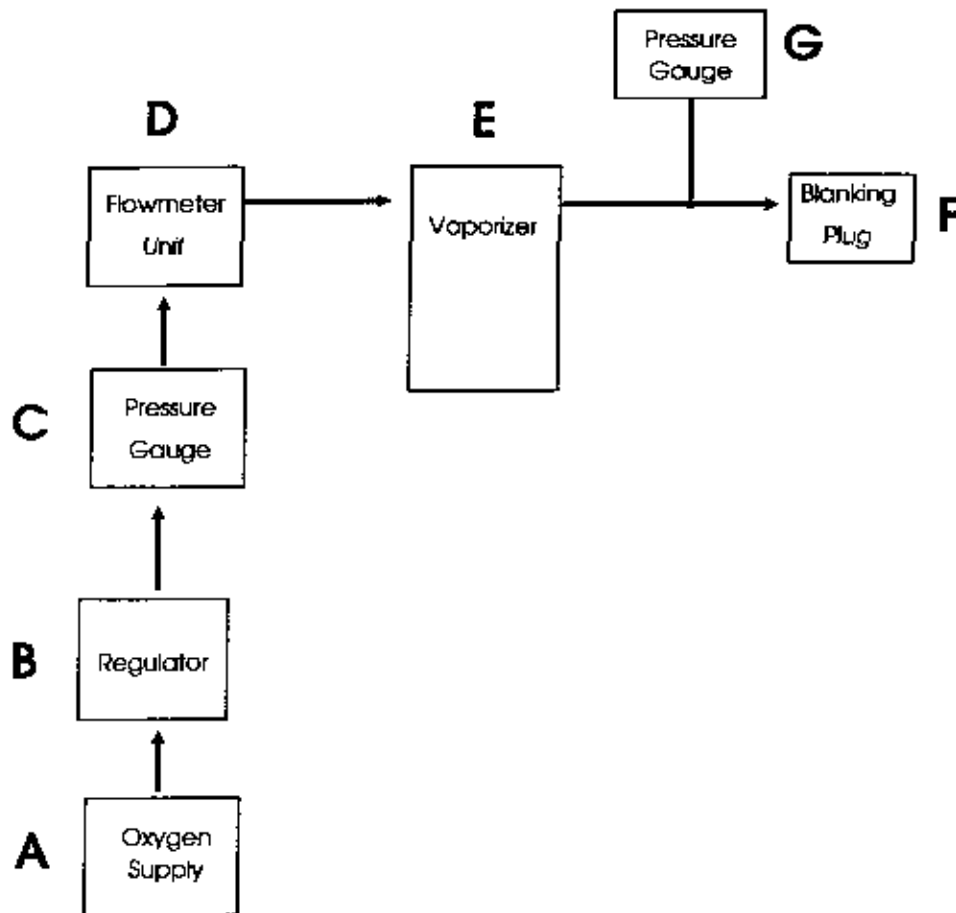 G
Pressure
Gauge
D
E
Flowmeter
Unit
Vaporizer
Blanking
Plug
F
C
Pressure
Gauge
B
Regulator
A
Oxygen
Supply